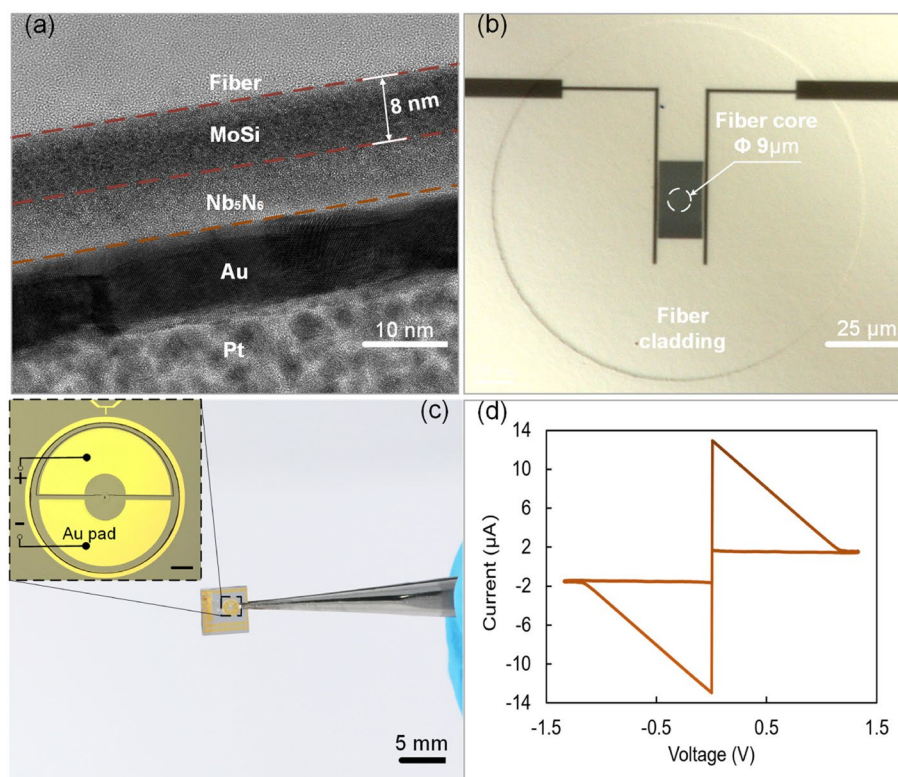 (a)
Fiber
MoSi
8 nm
Nb₅N₆
Au
Pt
10 nm
(b)
Fiber core
Φ 9μm
Fiber
cladding
25 μm
(c)
+
-
Au pad
5 mm
(d)
Current (μA)
14
10
6
2
-2
-6
-10
-14
-1.5
-0.5
0.5
1.5
Voltage (V)